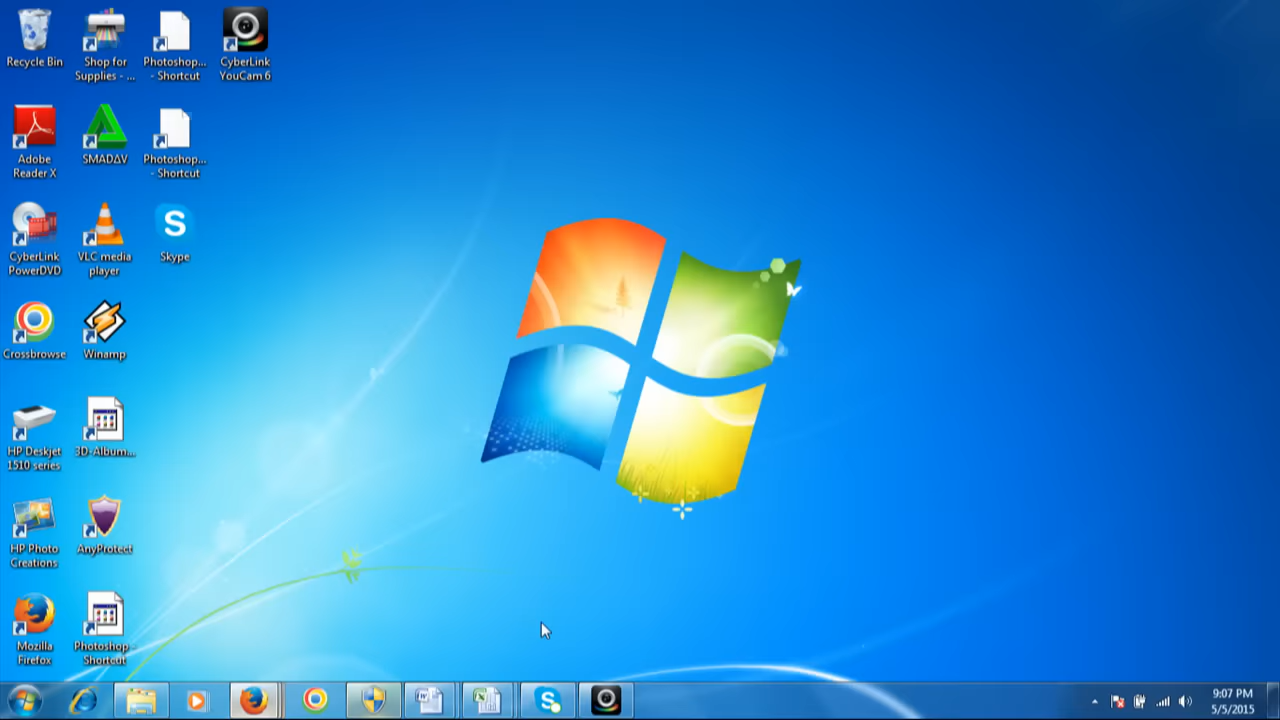 Recycle Bin
Shop for
Supplies - ...
Photoshop...
- Shortcut
CyberLink
YouCam 6
Adobe
Reader X
SMADΔV
Photoshop...
- Shortcut
CyberLink
PowerDVD
VLC media
player
Skype
Crossbrowse
Winamp
HP Deskjet
1510 series
3D-Album...
HP Photo
Creations
AnyProtect
Mozilla
Firefox
Photoshop -
Shortcut
9:07 PM
5/5/2015